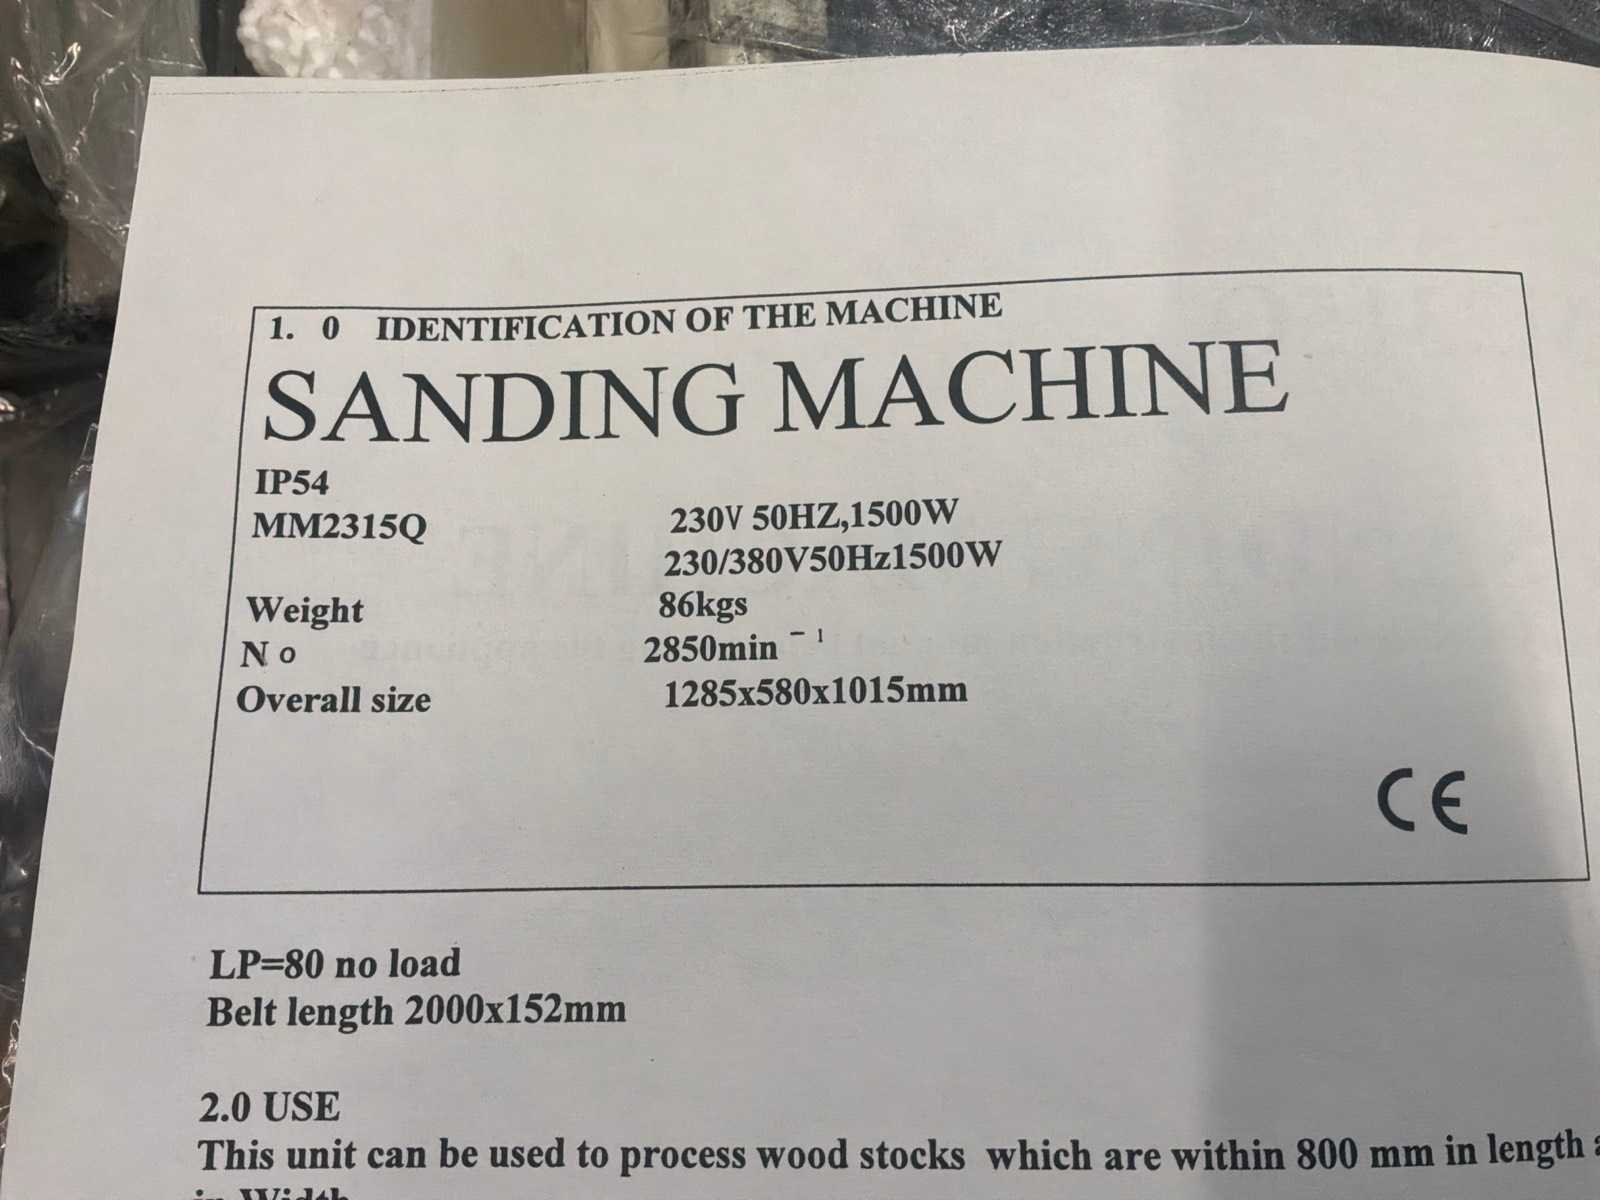 1. 0 IDENTIFICATION OF THE MACHINE
SANDING MACHINE
IP54
MM2315Q 230V 50HZ,1500W
230/380V50Hz1500W
Weight 86kgs
N o 2850min ⁻ ¹
Overall size 1285x580x1015mm
CE
LP=80 no load
Belt length 2000x152mm
2.0 USE
This unit can be used to process wood stocks which are within 800 mm in length
in Width